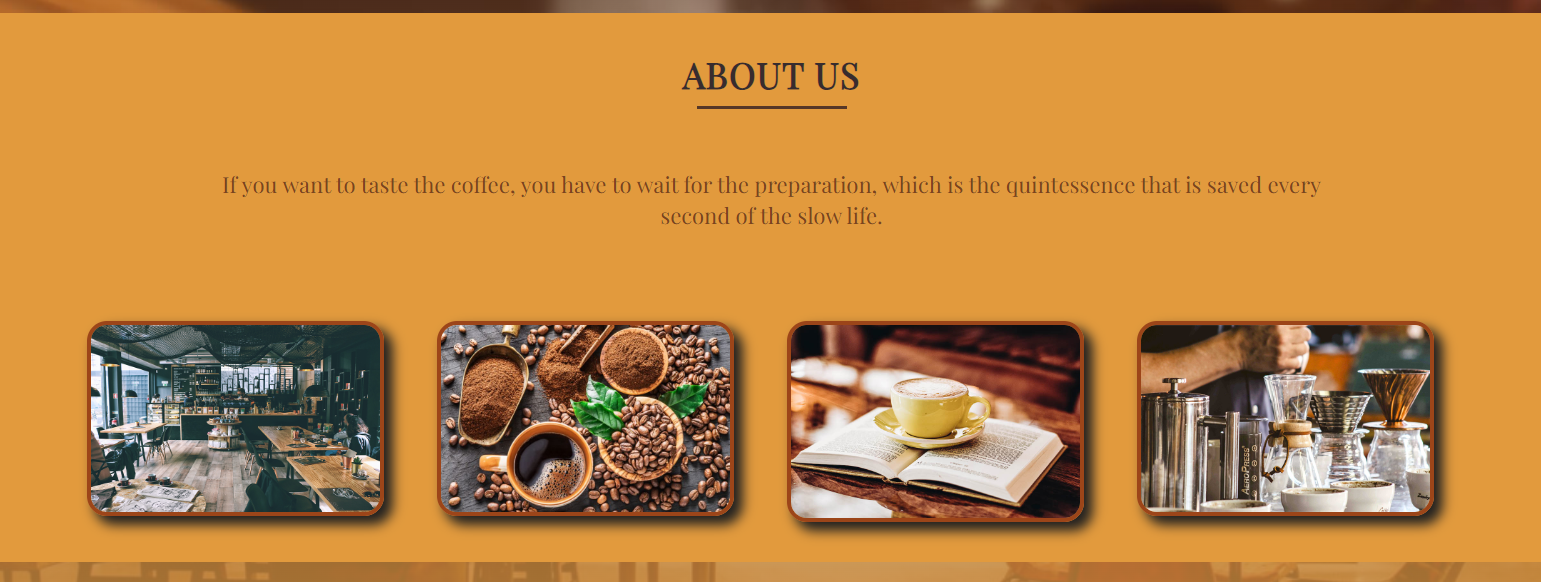 ABOUT US
If you want to taste the coffee, you have to wait for the preparation, which is the quintessence that is saved every
second of the slow life.
AEROPRESS